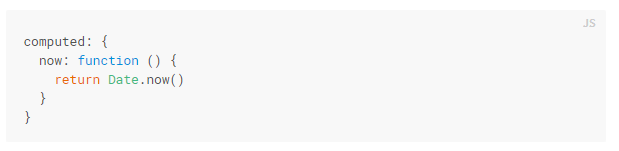 JS
computed: {
  now: function () {
    return Date.now()
  }
}